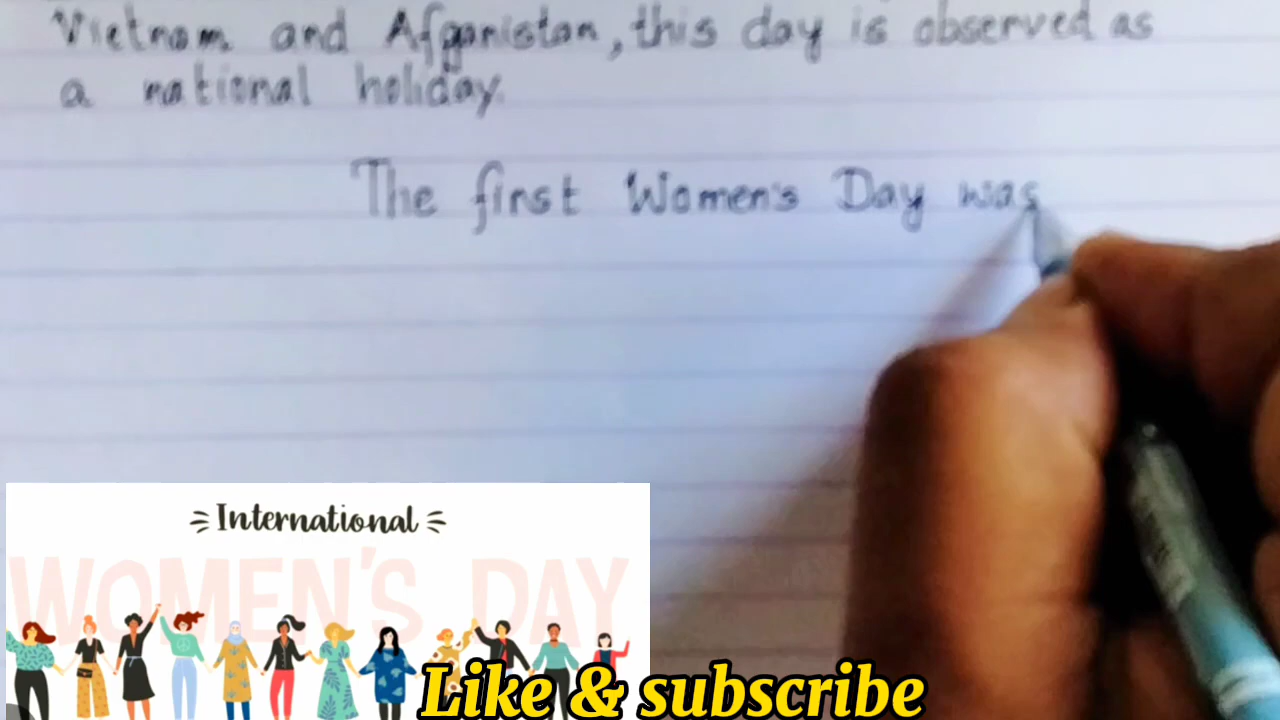 Vietnam and Afganistan, this day is observed as
a national holiday.
The first Women's Day was
International
WOMEN'S DAY
Like & subscribe